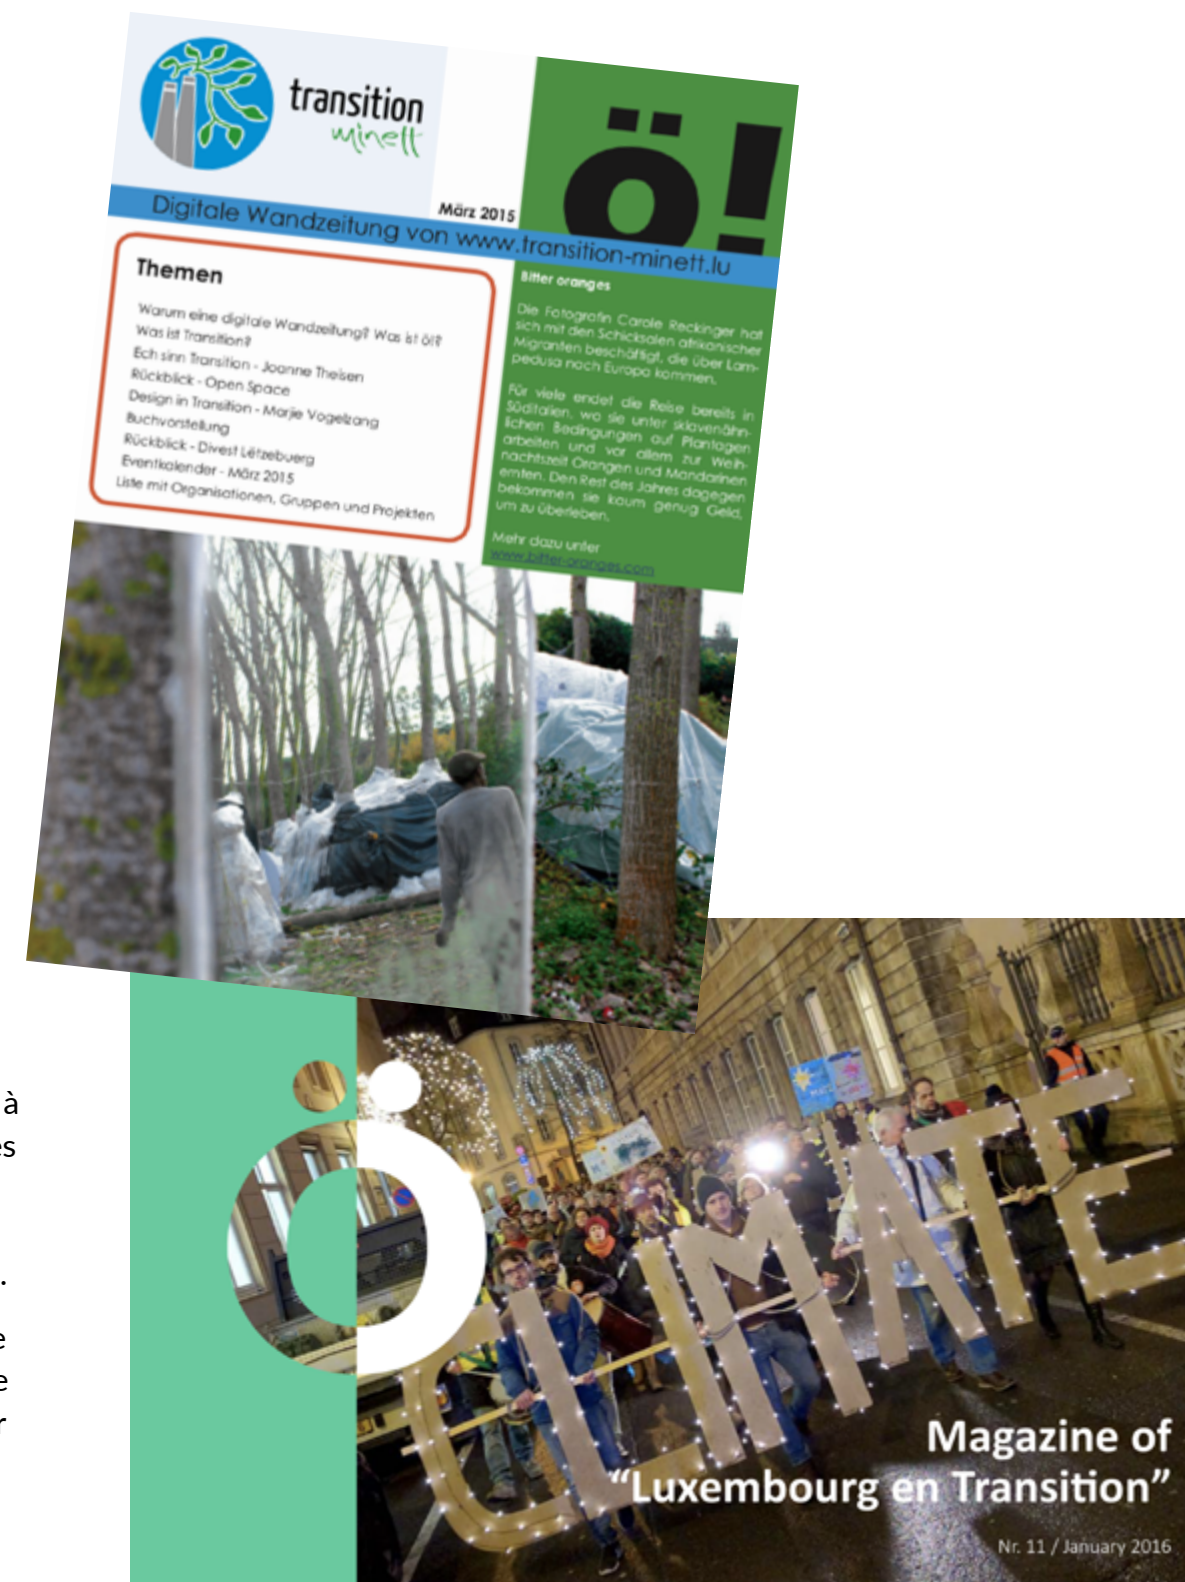 transition
minett
ö!
März 2015
Digitale Wandzeitung von www.transition-minett.lu
Themen
Warum eine digitale Wandzeitung? Was ist ö!?
Was ist Transition?
Ech sinn Transition - Joanne Theisen
Rückblick - Open Space
Design in Transition - Marjie Vogelzang
Buchvorstellung
Rückblick - Divest Lëtzebuerg
Eventkalender - März 2015
Liste mit Organisationen, Gruppen und Projekten
Bitter oranges
Die Fotografin Carole Reckinger hat
sich mit den Schicksalen afrikanischer
Migranten beschäftigt, die über Lam-
pedusa nach Europa kommen.
Für viele endet die Reise bereits in
Süditalien, wo sie unter sklavenähn-
lichen Bedingungen auf Plantagen
arbeiten und vor allem zur Weih-
nachtszeit Orangen und Mandarinen
ernten. Den Rest des Jahres dagegen
bekommen sie kaum genug Geld,
um zu überleben.
Mehr dazu unter
www.bitter-oranges.com
à
es
.
e
e
r
Ö
CLIMATE
Magazine of
“Luxembourg en Transition”
Nr. 11 / January 2016